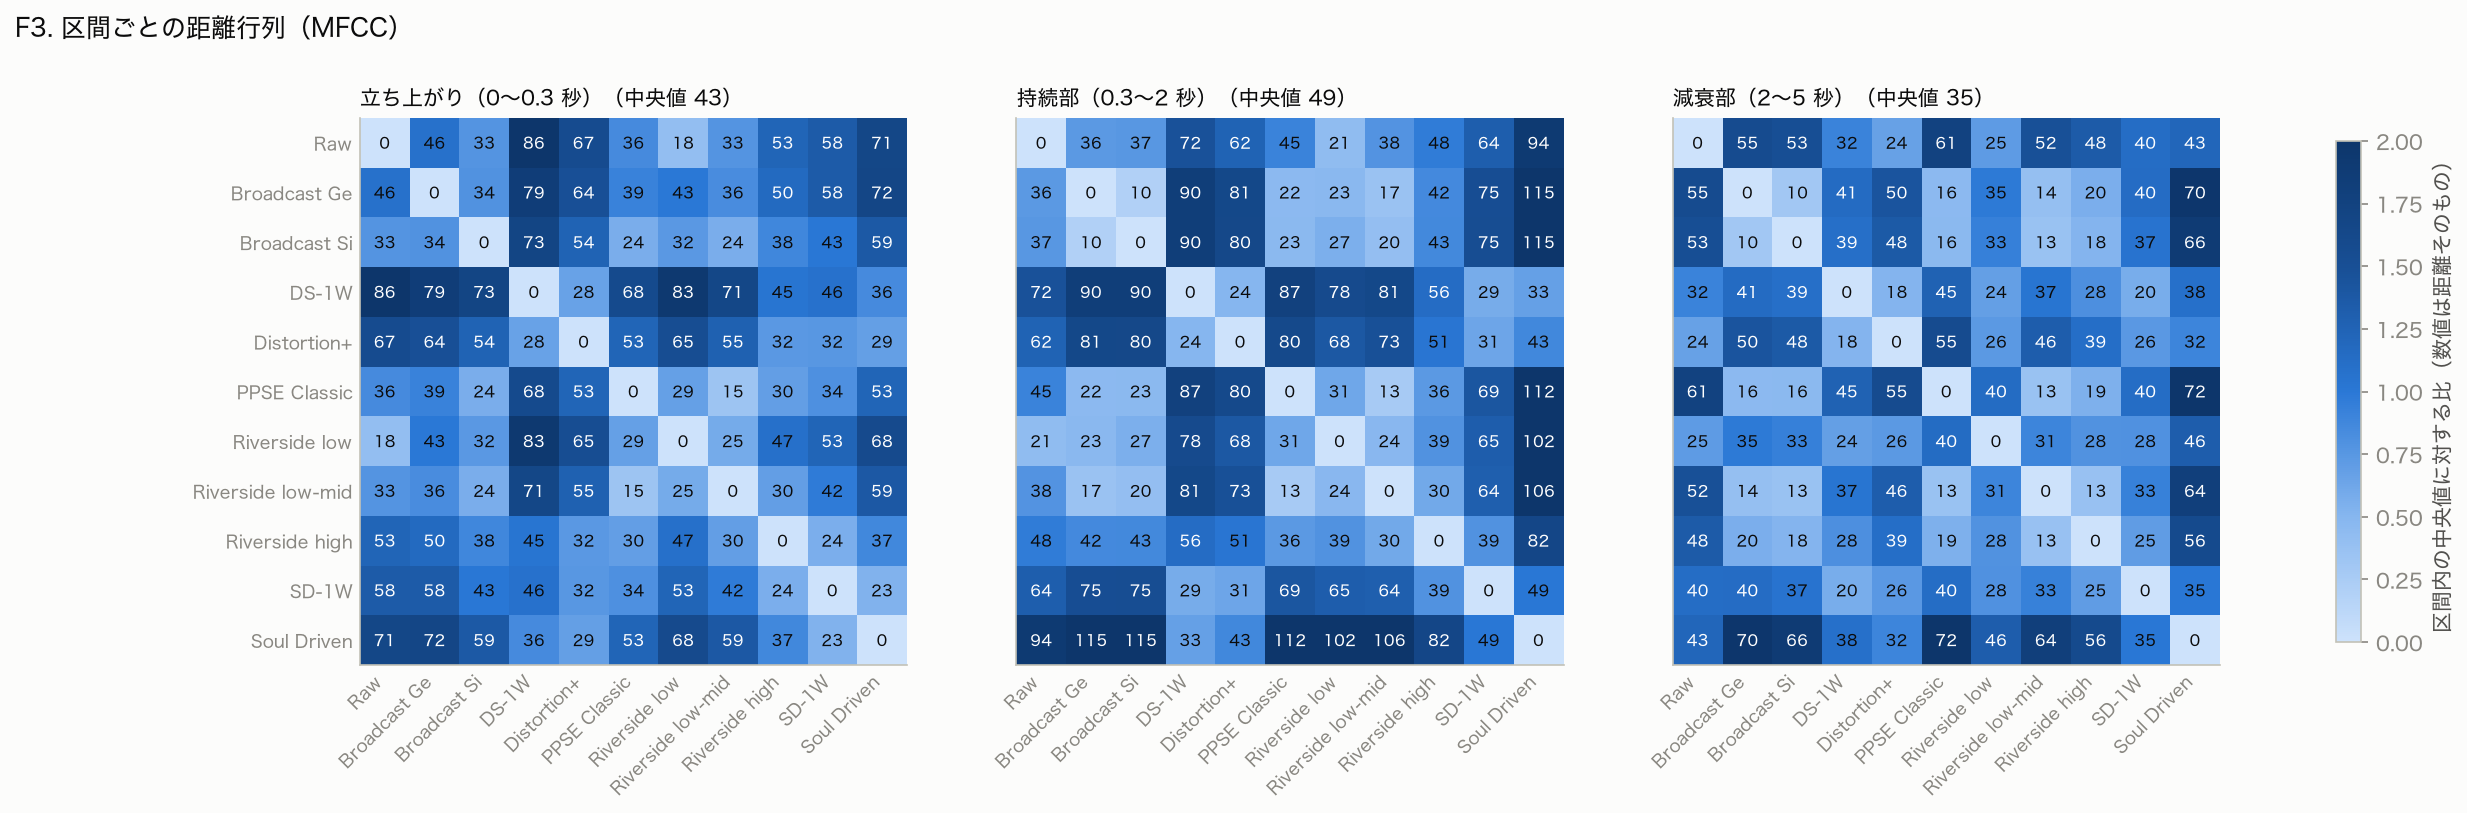 F3. 区間ごとの距離行列（MFCC）
立ち上がり（0〜0.3 秒）（中央値 43）
Raw 0 46 33 86 67 36 18 33 53 58 71
Broadcast Ge 46 0 34 79 64 39 43 36 50 58 72
Broadcast Si 33 34 0 73 54 24 32 24 38 43 59
DS-1W 86 79 73 0 28 68 83 71 45 46 36
Distortion+ 67 64 54 28 0 53 65 55 32 32 29
PPSE Classic 36 39 24 68 53 0 29 15 30 34 53
Riverside low 18 43 32 83 65 29 0 25 47 53 68
Riverside low-mid 33 36 24 71 55 15 25 0 30 42 59
Riverside high 53 50 38 45 32 30 47 30 0 24 37
SD-1W 58 58 43 46 32 34 53 42 24 0 23
Soul Driven 71 72 59 36 29 53 68 59 37 23 0
Raw
Broadcast Ge
Broadcast Si
DS-1W
Distortion+
PPSE Classic
Riverside low
Riverside low-mid
Riverside high
SD-1W
Soul Driven
持続部（0.3〜2 秒）（中央値 49）
0 36 37 72 62 45 21 38 48 64 94
36 0 10 90 81 22 23 17 42 75 115
37 10 0 90 80 23 27 20 43 75 115
72 90 90 0 24 87 78 81 56 29 33
62 81 80 24 0 80 68 73 51 31 43
45 22 23 87 80 0 31 13 36 69 112
21 23 27 78 68 31 0 24 39 65 102
38 17 20 81 73 13 24 0 30 64 106
48 42 43 56 51 36 39 30 0 39 82
64 75 75 29 31 69 65 64 39 0 49
94 115 115 33 43 112 102 106 82 49 0
Raw
Broadcast Ge
Broadcast Si
DS-1W
Distortion+
PPSE Classic
Riverside low
Riverside low-mid
Riverside high
SD-1W
Soul Driven
減衰部（2〜5 秒）（中央値 35）
0 55 53 32 24 61 25 52 48 40 43
55 0 10 41 50 16 35 14 20 40 70
53 10 0 39 48 16 33 13 18 37 66
32 41 39 0 18 45 24 37 28 20 38
24 50 48 18 0 55 26 46 39 26 32
61 16 16 45 55 0 40 13 19 40 72
25 35 33 24 26 40 0 31 28 28 46
52 14 13 37 46 13 31 0 13 33 64
48 20 18 28 39 19 28 13 0 25 56
40 40 37 20 26 40 28 33 25 0 35
43 70 66 38 32 72 46 64 56 35 0
Raw
Broadcast Ge
Broadcast Si
DS-1W
Distortion+
PPSE Classic
Riverside low
Riverside low-mid
Riverside high
SD-1W
Soul Driven
2.00
1.75
1.50
1.25
1.00
0.75
0.50
0.25
0.00
区間内の中央値に対する比（数値は距離そのもの）